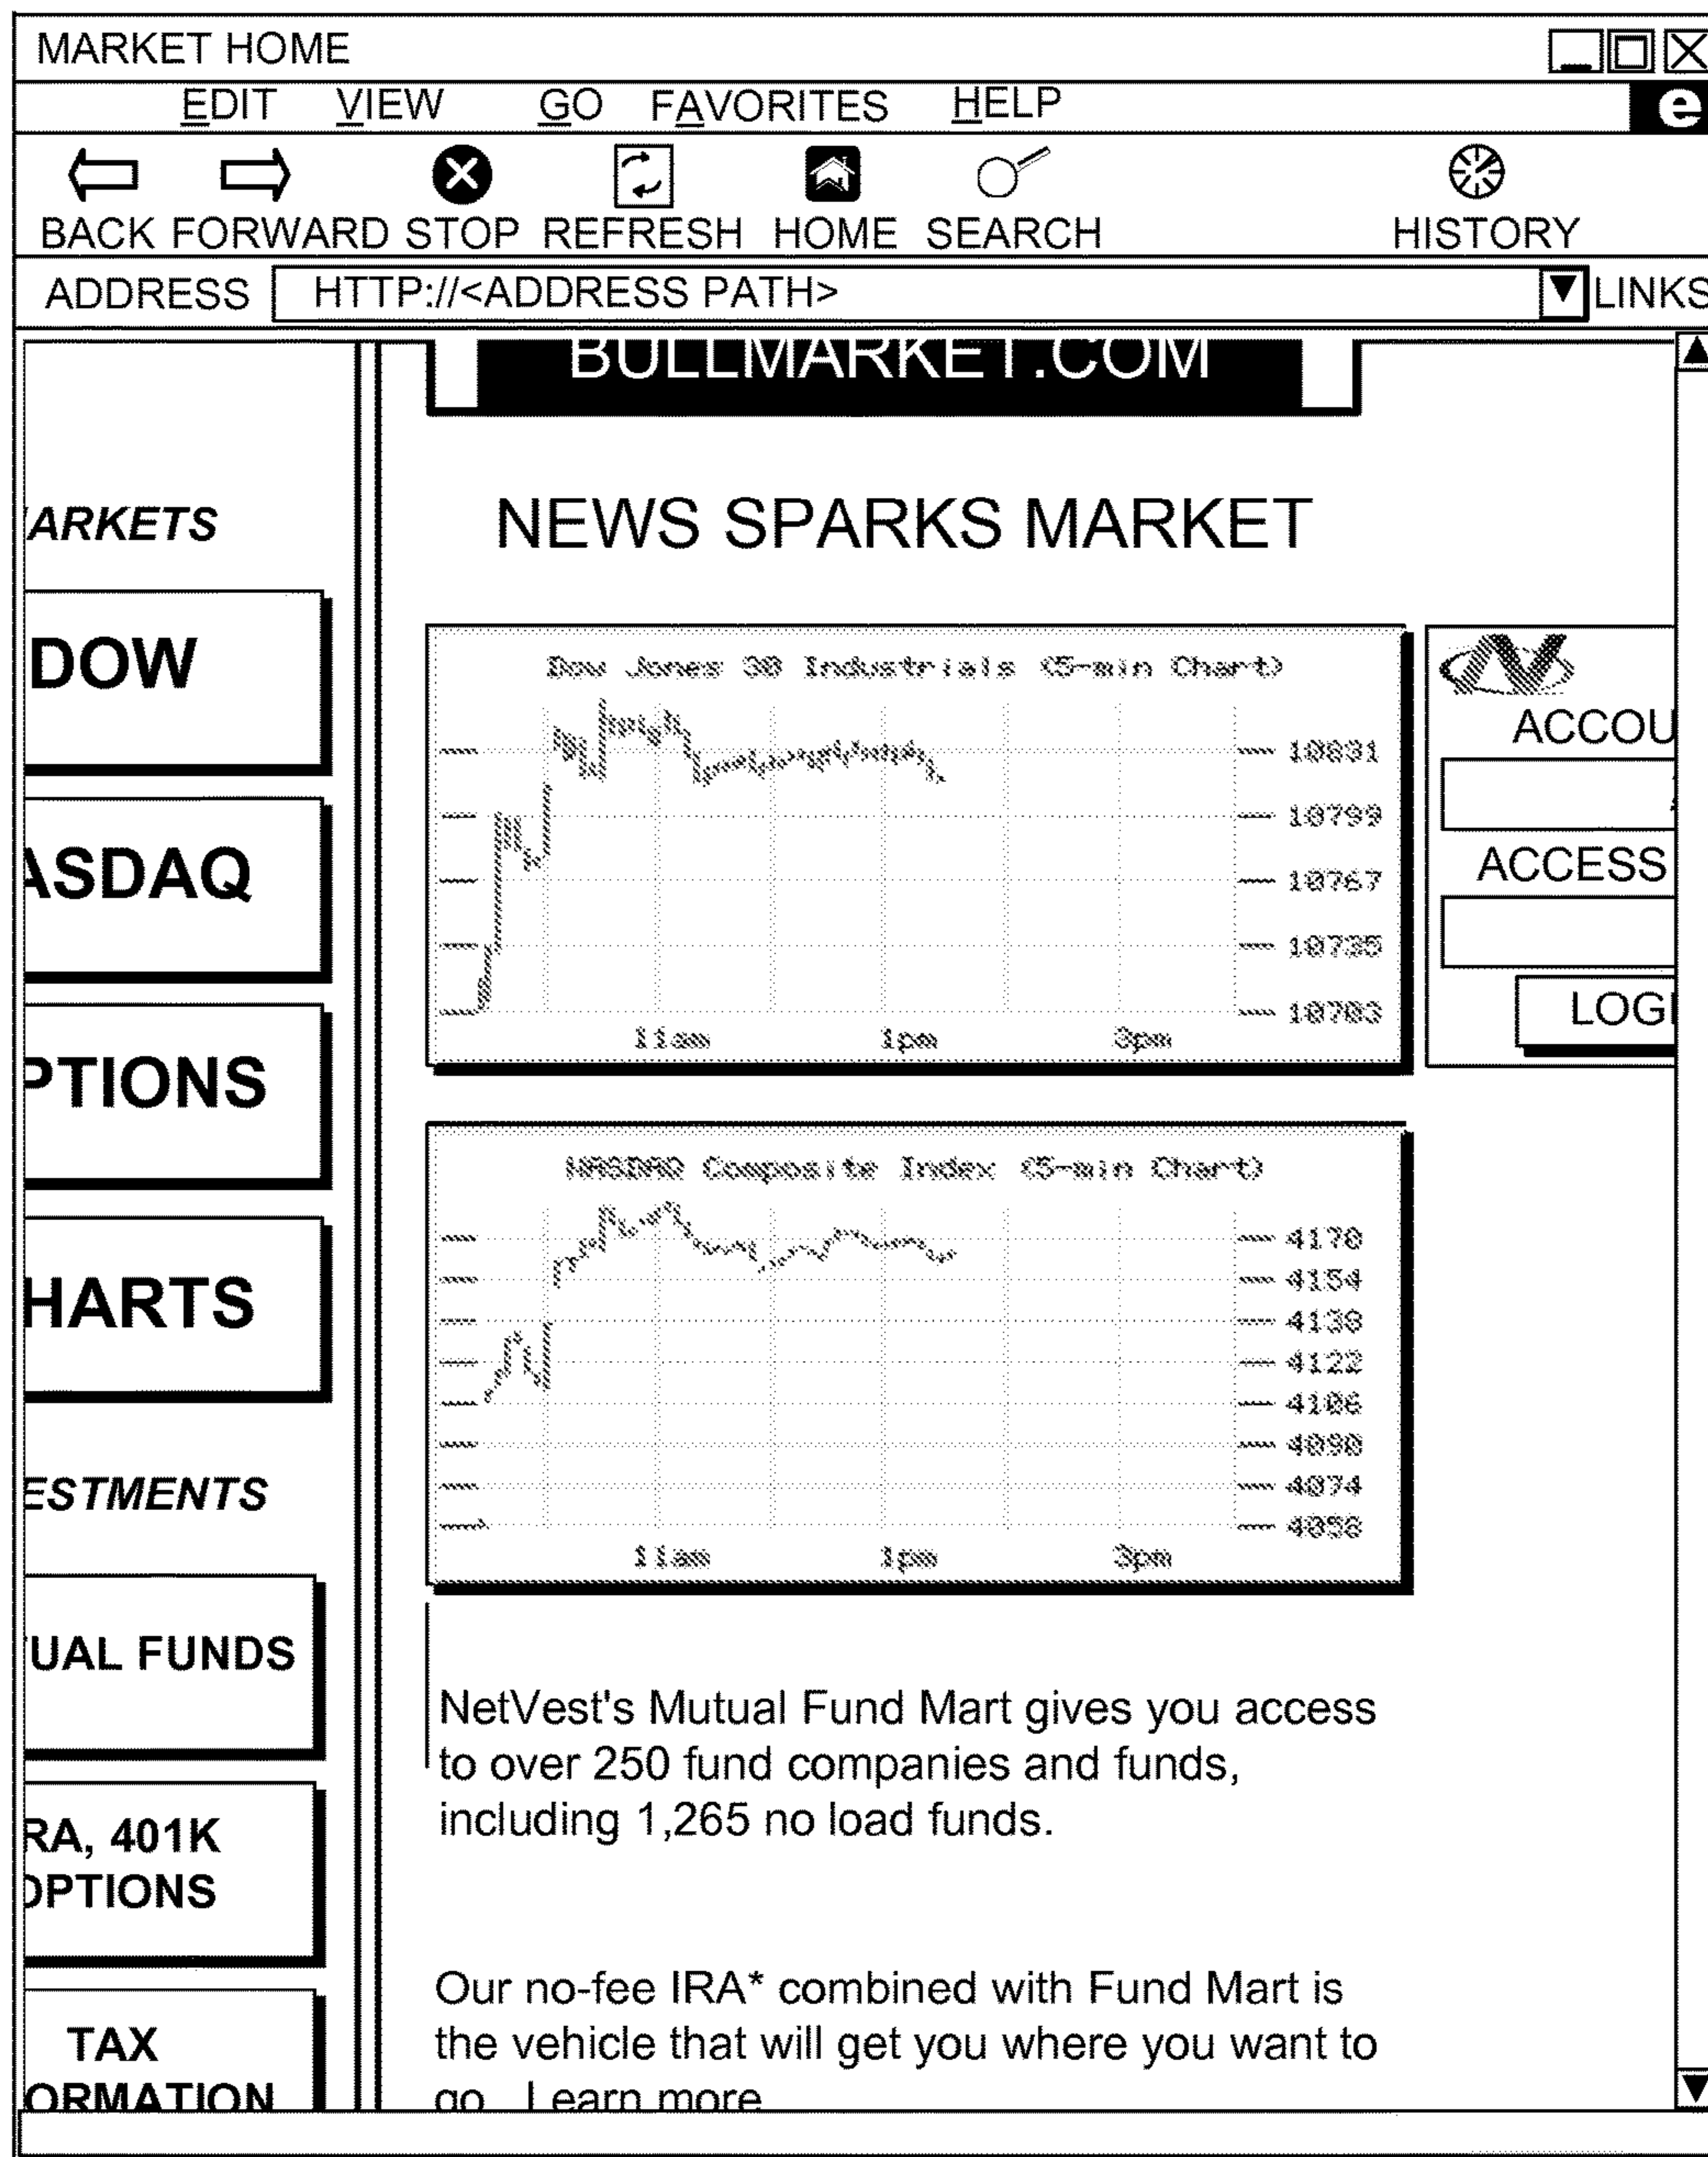 MARKET HOME
EDIT VIEW GO FAVORITES HELP
e
BACK FORWARD STOP REFRESH HOME SEARCH HISTORY
ADDRESS HTTP://<ADDRESS PATH> LINKS
BULLMARKET.COM
ARKETS
DOW
ASDAQ
PTIONS
HARTS
ESTMENTS
UAL FUNDS
RA, 401K
OPTIONS
TAX
ORMATION
NEWS SPARKS MARKET
Dow Jones 30 Industrials (5-min Chart)
10831
10799
10767
10735
10703
11am 1pm 3pm
N
ACCOU
ACCESS
LOGI
NASDAQ Composite Index (5-min Chart)
4170
4154
4138
4122
4106
4090
4074
4058
11am 1pm 3pm
NetVest's Mutual Fund Mart gives you access
to over 250 fund companies and funds,
including 1,265 no load funds.
Our no-fee IRA* combined with Fund Mart is
the vehicle that will get you where you want to
go. Learn more